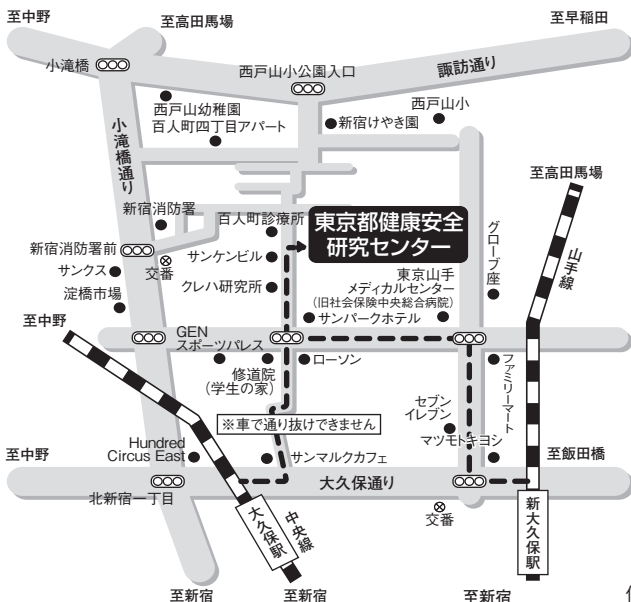 至中野
至高田馬場
至早稲田
小滝橋
西戸山小公園入口
諏訪通り
西戸山幼稚園
西戸山小
百人町四丁目アパート
新宿けやき園
小滝橋通り
至高田馬場
新宿消防署
百人町診療所
東京都健康安全
研究センター
グローブ座
山手線
新宿消防署前
サンケンビル
交番
サンクス
クレハ研究所
東京山手
メディカルセンター
(旧社会保険中央総合病院)
淀橋市場
サンパークホテル
至中野
GEN
スポーツパレス
修道院
(学生の家)
ローソン
ファミリーマート
セブン
イレブン
※車で通り抜けできません
マツモトキヨシ
Hundred
Circus East
至中野
サンマルクカフェ
至飯田橋
北新宿一丁目
大久保通り
大久保駅
中央線
交番
新大久保駅
至新宿
至新宿
至新宿